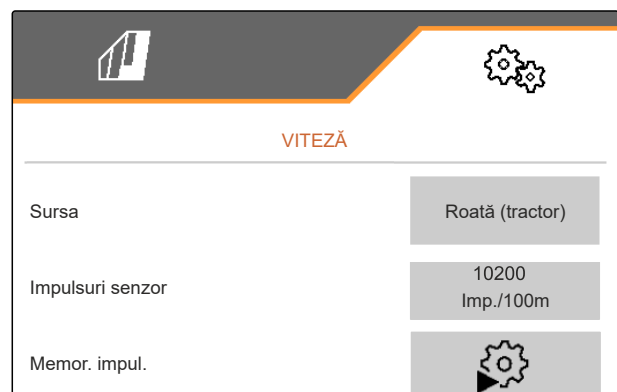 VITEZĂ
Sursa
Roată (tractor)
Impulsuri senzor
10200
Imp./100m
Memor. impul.